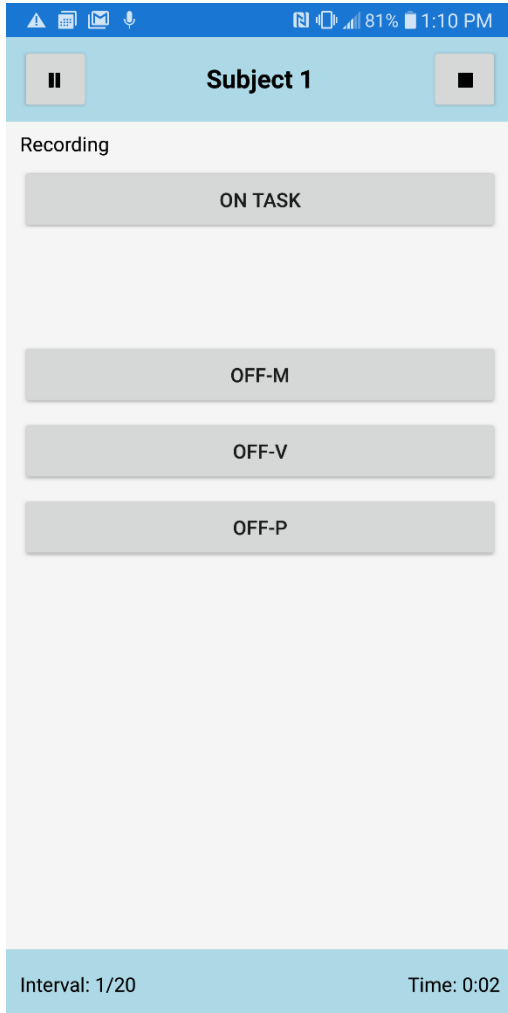 81% 1:10 PM
Subject 1
Recording
ON TASK
OFF-M
OFF-V
OFF-P
Interval: 1/20 Time: 0:02